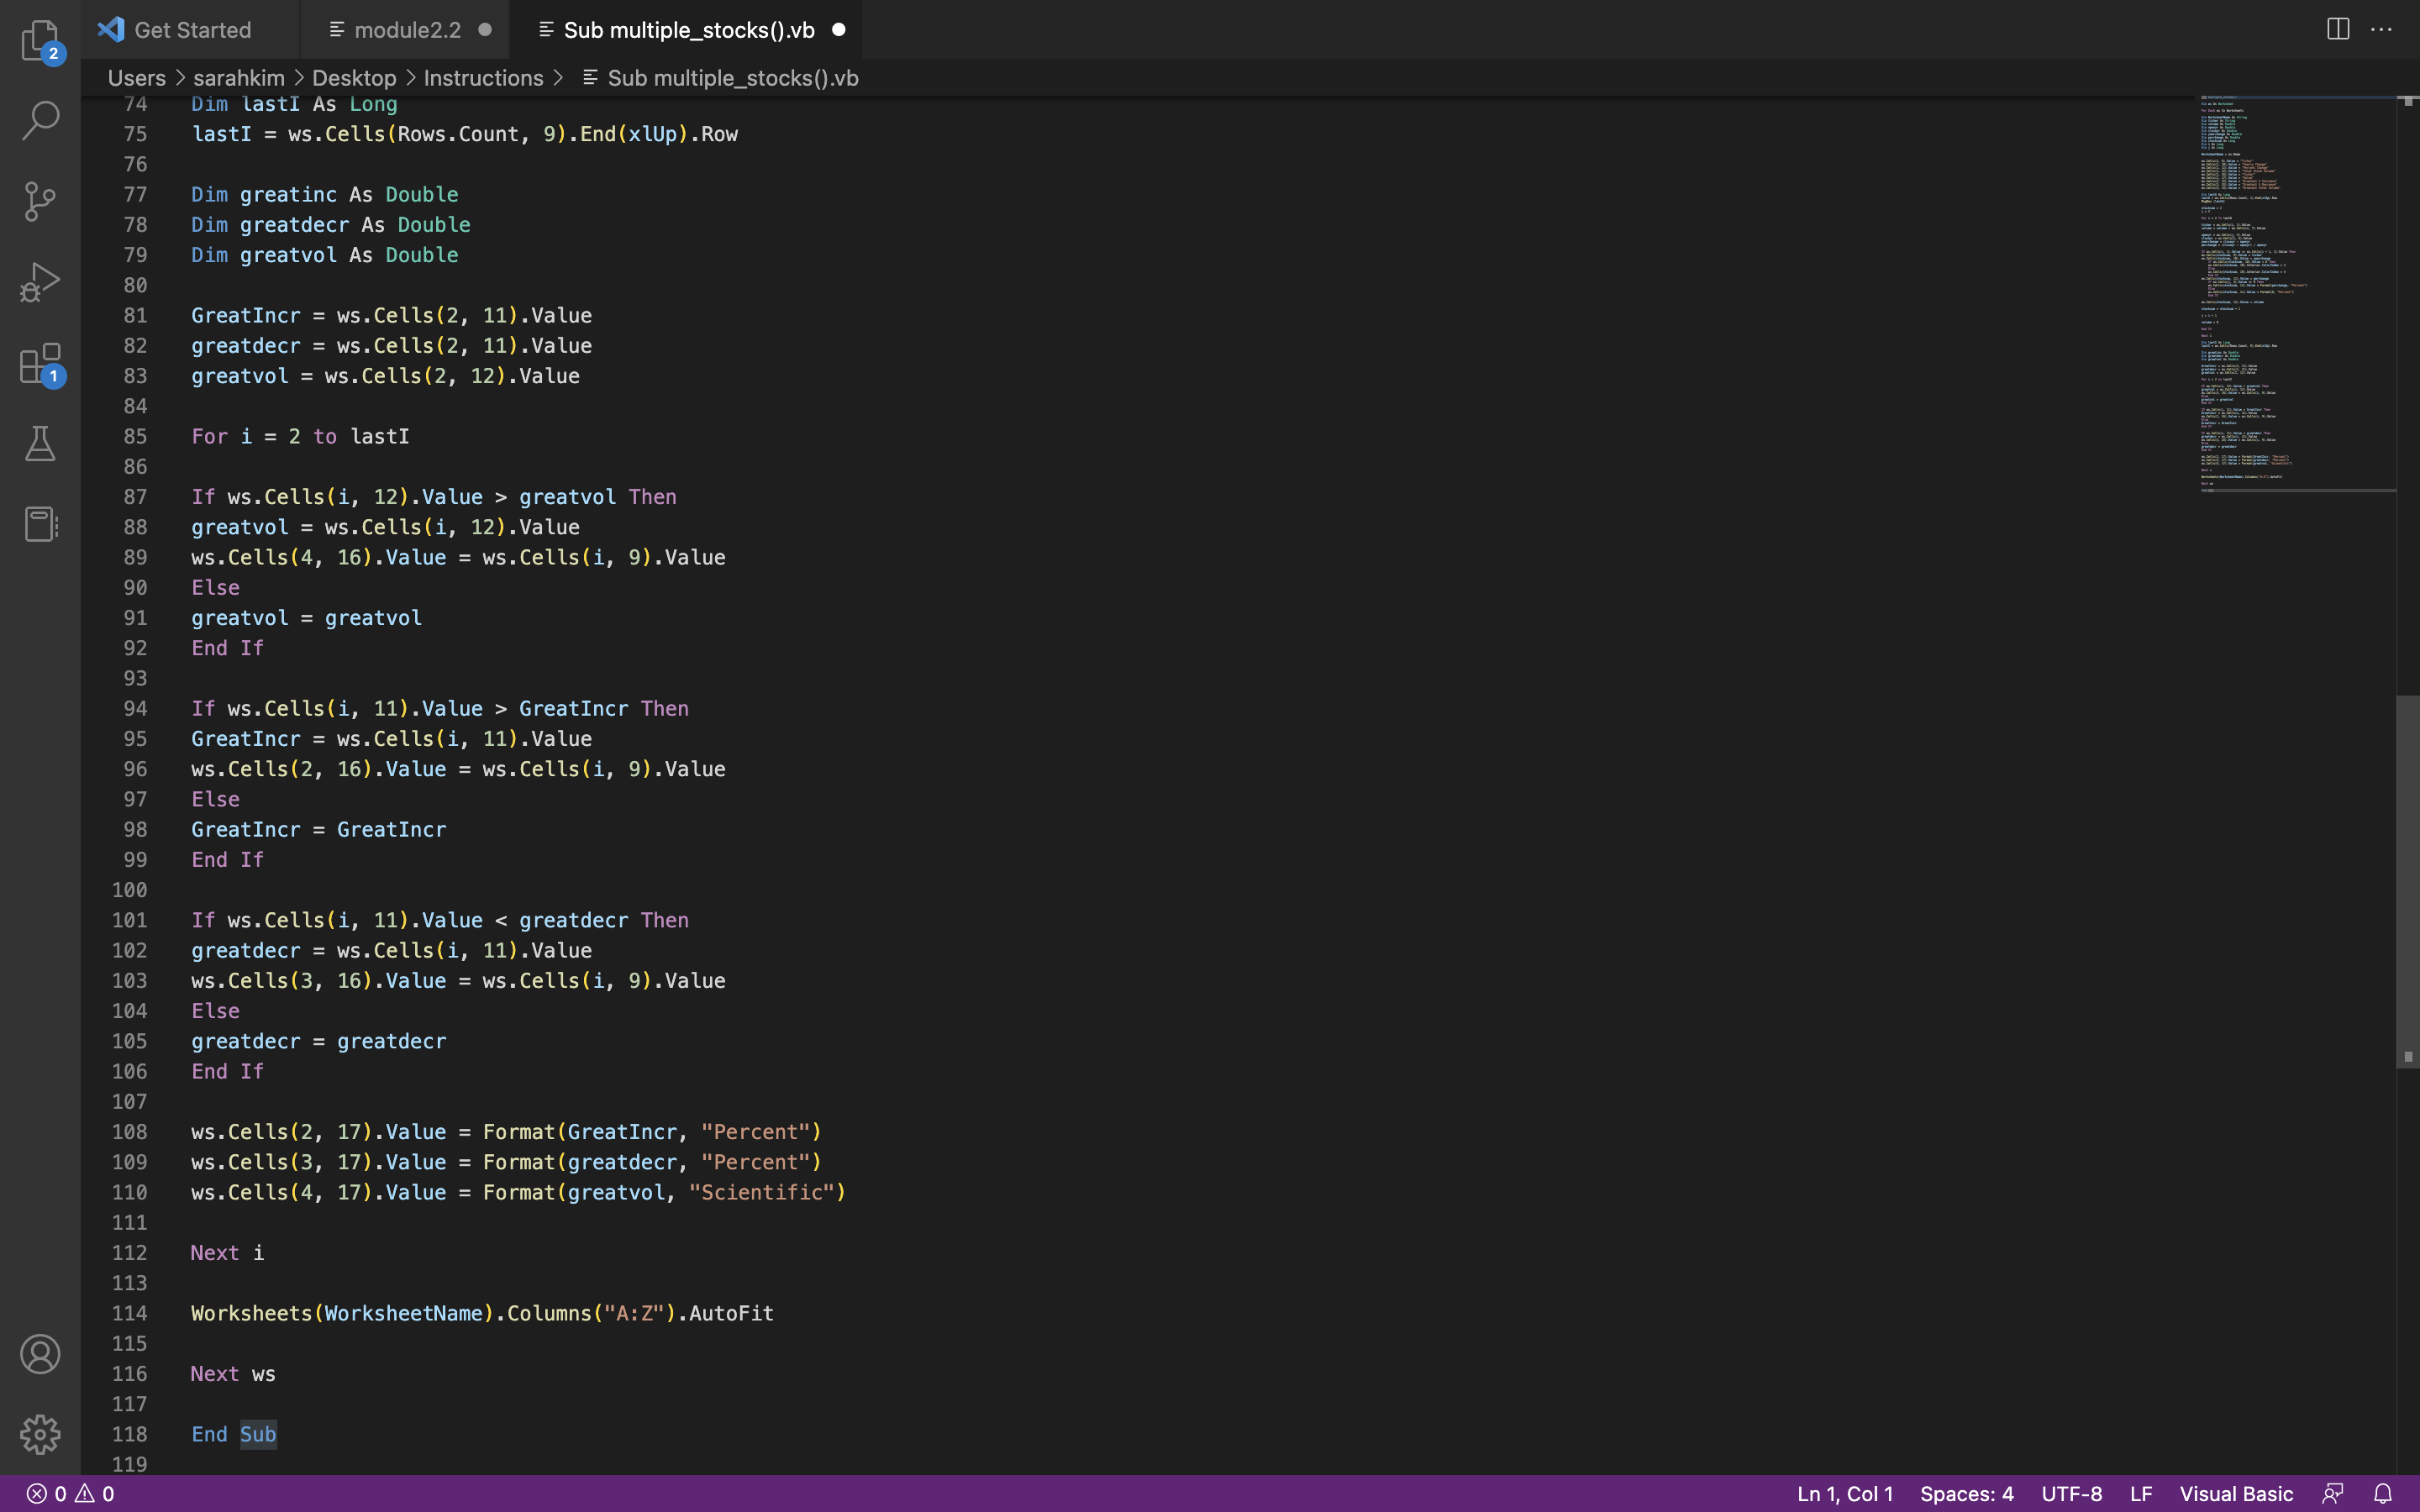 Get Started module2.2 Sub multiple_stocks().vb
2
Users > sarahkim > Desktop > Instructions > Sub multiple_stocks().vb
74 Dim lastI As Long
75 lastI = ws.Cells(Rows.Count, 9).End(xlUp).Row
76
77 Dim greatinc As Double
78 Dim greatdecr As Double
79 Dim greatvol As Double
80
81 GreatIncr = ws.Cells(2, 11).Value
82 greatdecr = ws.Cells(2, 11).Value
83 greatvol = ws.Cells(2, 12).Value
1
84
85 For i = 2 to lastI
86
87 If ws.Cells(i, 12).Value > greatvol Then
88 greatvol = ws.Cells(i, 12).Value
89 ws.Cells(4, 16).Value = ws.Cells(i, 9).Value
90 Else
91 greatvol = greatvol
92 End If
93
94 If ws.Cells(i, 11).Value > GreatIncr Then
95 GreatIncr = ws.Cells(i, 11).Value
96 ws.Cells(2, 16).Value = ws.Cells(i, 9).Value
97 Else
98 GreatIncr = GreatIncr
99 End If
100
101 If ws.Cells(i, 11).Value < greatdecr Then
102 greatdecr = ws.Cells(i, 11).Value
103 ws.Cells(3, 16).Value = ws.Cells(i, 9).Value
104 Else
105 greatdecr = greatdecr
106 End If
107
108 ws.Cells(2, 17).Value = Format(GreatIncr, "Percent")
109 ws.Cells(3, 17).Value = Format(greatdecr, "Percent")
110 ws.Cells(4, 17).Value = Format(greatvol, "Scientific")
111
112 Next i
113
114 Worksheets(WorksheetName).Columns("A:Z").AutoFit
115
116 Next ws
117
118 End Sub
119
0 0 Ln 1, Col 1 Spaces: 4 UTF-8 LF Visual Basic